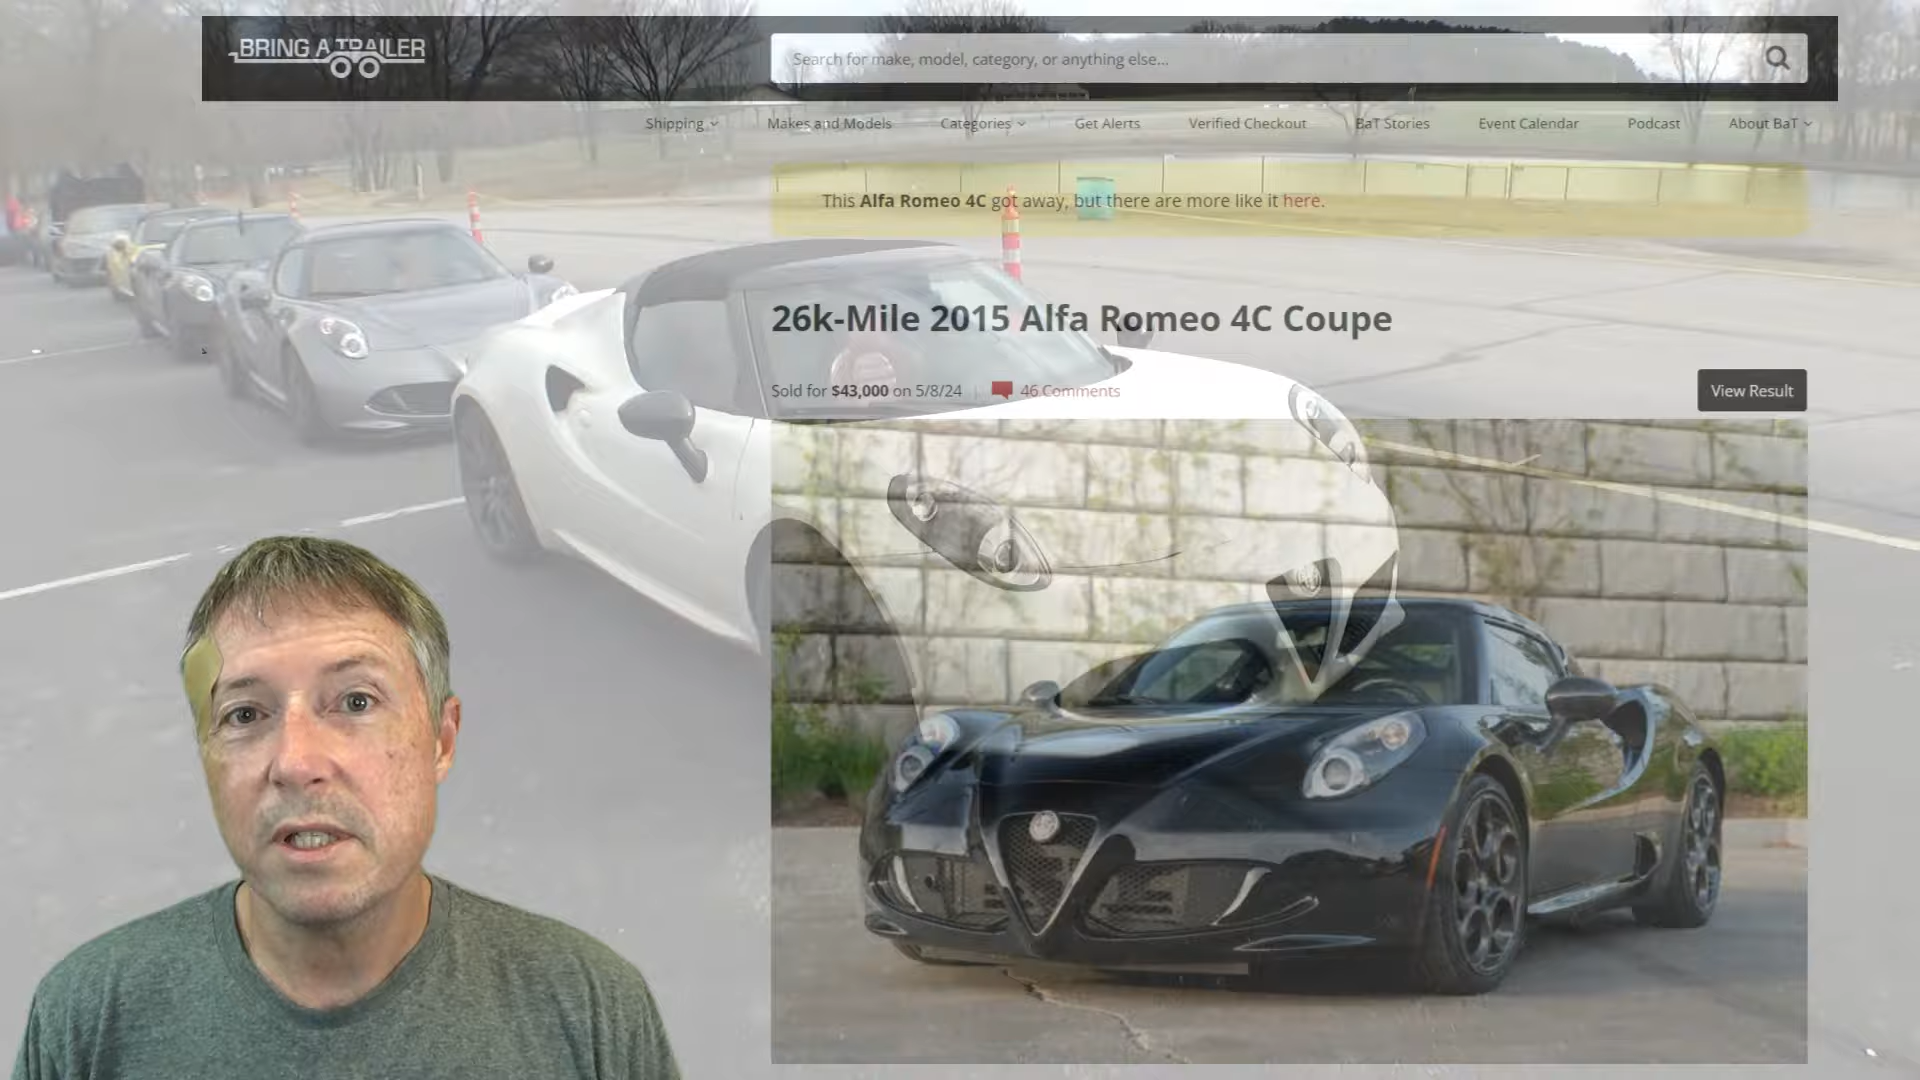 BRING A TRAILER
Search for make, model, category, or anything else...
Shipping Makes and Models Categories Get Alerts Verified Checkout BaT Stories Event Calendar Podcast About BaT
This Alfa Romeo 4C got away, but there are more like it here.
26k-Mile 2015 Alfa Romeo 4C Coupe
Sold for $43,000 on 5/8/24 | 46 Comments
View Result